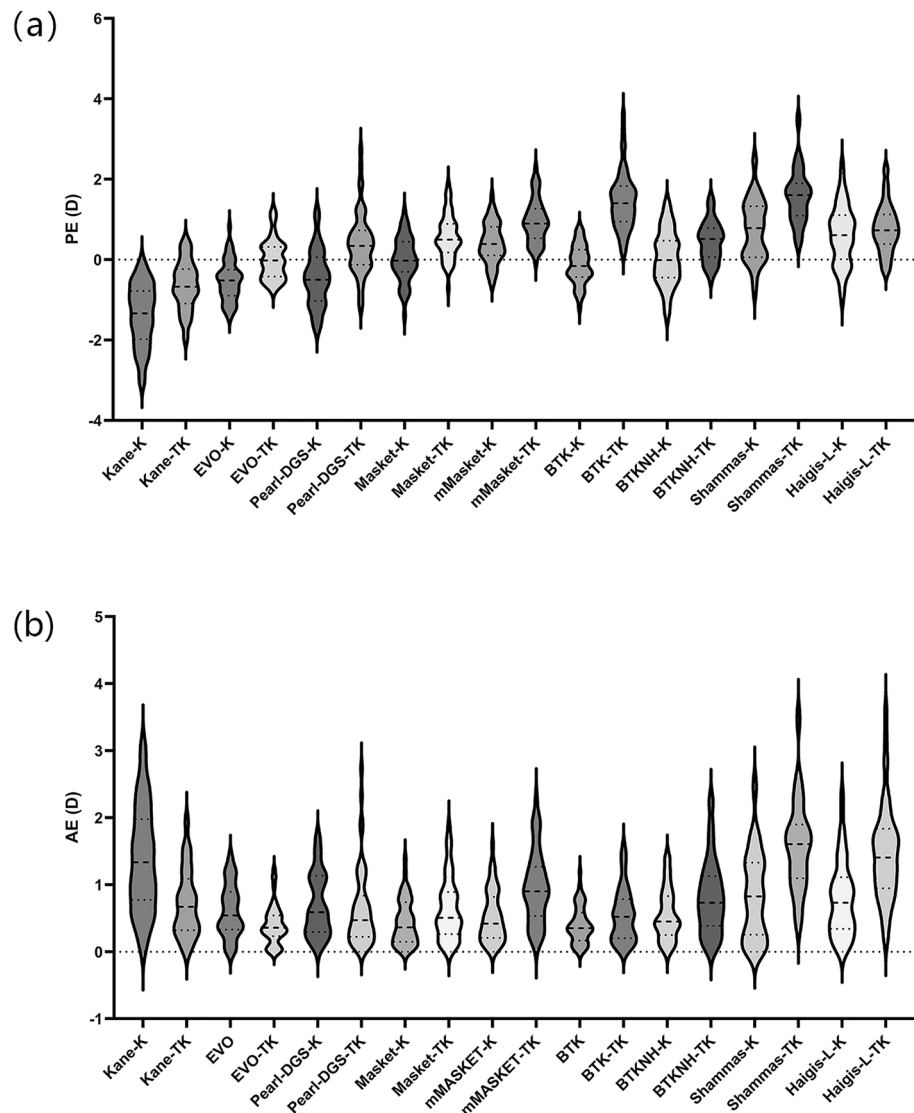 (a)
6
4
2
0
-2
-4
PE (D)
Kane-K
Kane-TK
EVO-K
EVO-TK
Pearl-DGS-K
Pearl-DGS-TK
Masket-K
Masket-TK
mMasket-K
mMasket-TK
BTK-K
BTK-TK
BTKNH-K
BTKNH-TK
Shammas-K
Shammas-TK
Haigis-L-K
Haigis-L-TK
(b)
5
4
3
2
1
0
-1
AE (D)
Kane-K
Kane-TK
EVO
EVO-TK
Pearl-DGS-K
Pearl-DGS-TK
Masket-K
Masket-TK
mMASKET-K
mMASKET-TK
BTK
BTK-TK
BTKNH-K
BTKNH-TK
Shammas-K
Shammas-TK
Haigis-L-K
Haigis-L-TK